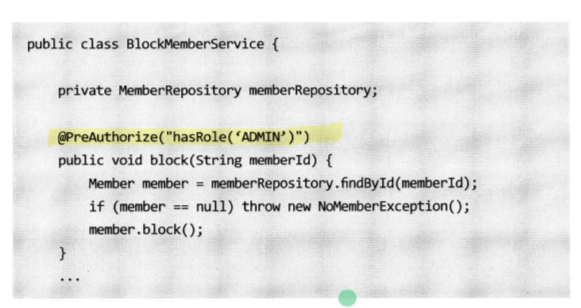 public class BlockMemberService {
private MemberRepository memberRepository;
@PreAuthorize("hasRole(‘ADMIN’)")
public void block(String memberId) {
Member member = memberRepository.findById(memberId);
if (member == null) throw new NoMemberException();
member.block();
}
...